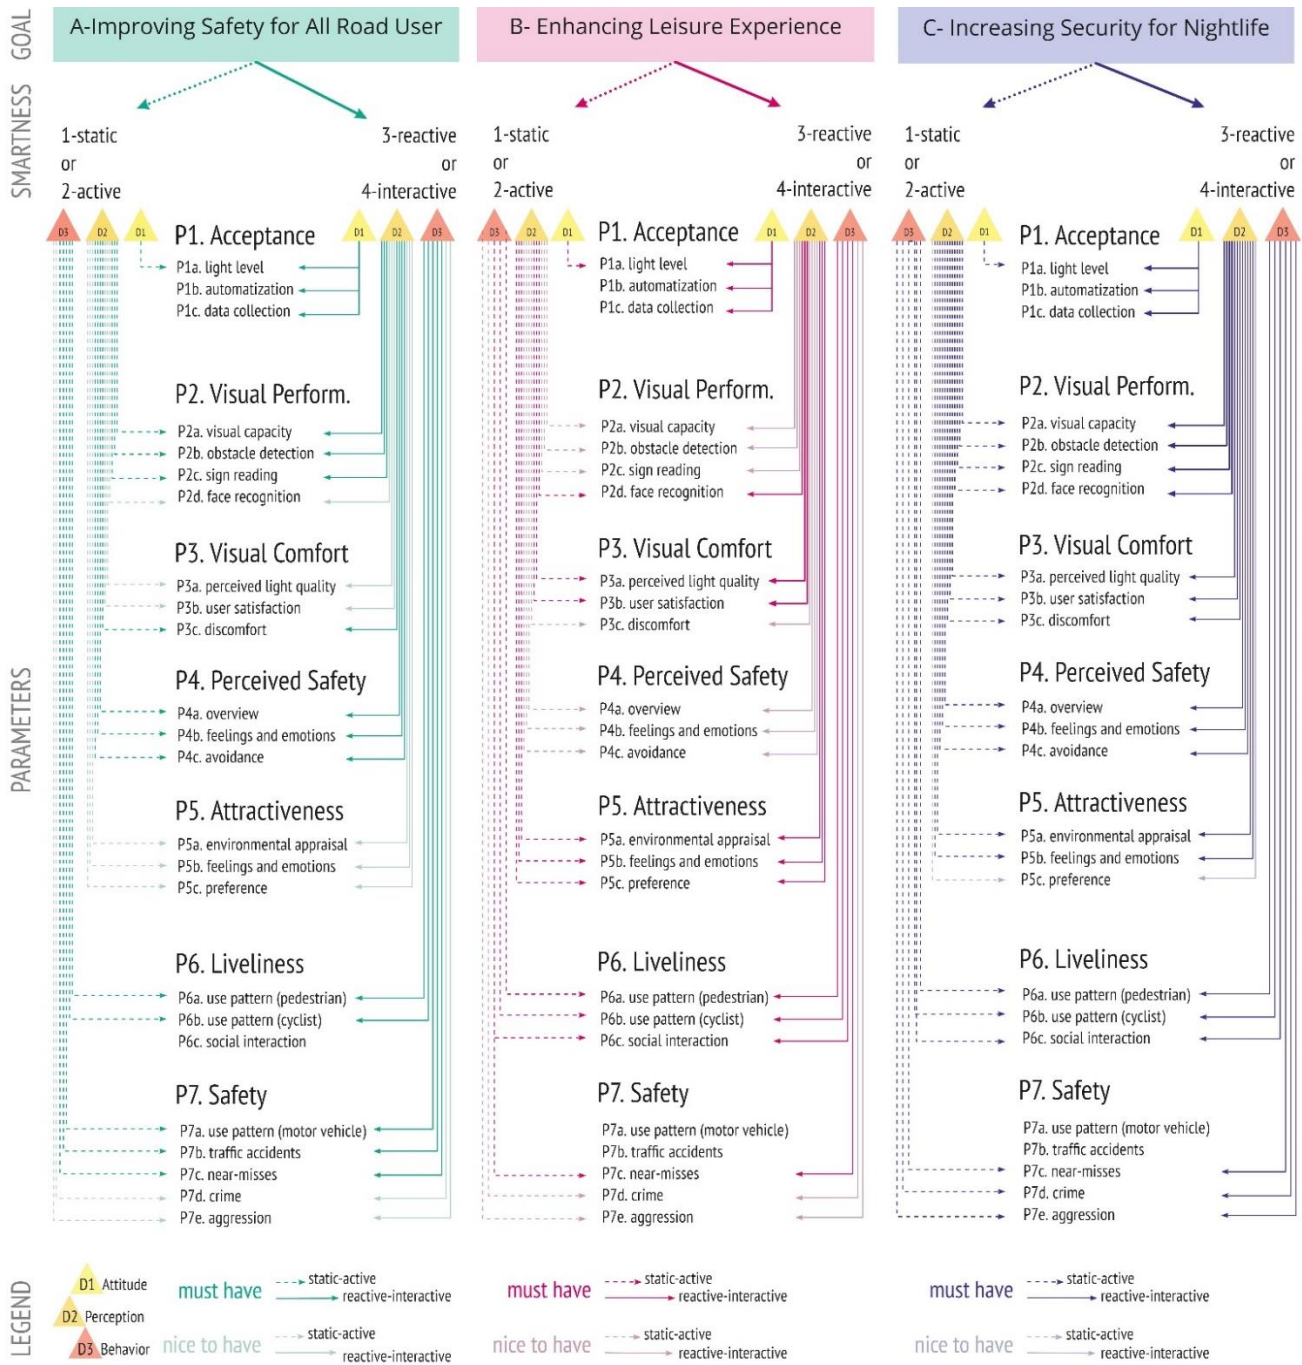 GOAL
A-Improving Safety for All Road User
B- Enhancing Leisure Experience
C- Increasing Security for Nightlife
SMARTNESS
1-static
or
2-active
3-reactive
or
4-interactive
1-static
or
2-active
3-reactive
or
4-interactive
1-static
or
2-active
3-reactive
or
4-interactive
PARAMETERS
D3
D2
D1
D1
D2
D3
P1. Acceptance
P1a. light level
P1b. automatization
P1c. data collection
P2. Visual Perform.
P2a. visual capacity
P2b. obstacle detection
P2c. sign reading
P2d. face recognition
P3. Visual Comfort
P3a. perceived light quality
P3b. user satisfaction
P3c. discomfort
P4. Perceived Safety
P4a. overview
P4b. feelings and emotions
P4c. avoidance
P5. Attractiveness
P5a. environmental appraisal
P5b. feelings and emotions
P5c. preference
P6. Liveliness
P6a. use pattern (pedestrian)
P6b. use pattern (cyclist)
P6c. social interaction
P7. Safety
P7a. use pattern (motor vehicle)
P7b. traffic accidents
P7c. near-misses
P7d. crime
P7e. aggression
D3
D2
D1
D1
D2
D3
P1. Acceptance
P1a. light level
P1b. automatization
P1c. data collection
P2. Visual Perform.
P2a. visual capacity
P2b. obstacle detection
P2c. sign reading
P2d. face recognition
P3. Visual Comfort
P3a. perceived light quality
P3b. user satisfaction
P3c. discomfort
P4. Perceived Safety
P4a. overview
P4b. feelings and emotions
P4c. avoidance
P5. Attractiveness
P5a. environmental appraisal
P5b. feelings and emotions
P5c. preference
P6. Liveliness
P6a. use pattern (pedestrian)
P6b. use pattern (cyclist)
P6c. social interaction
P7. Safety
P7a. use pattern (motor vehicle)
P7b. traffic accidents
P7c. near-misses
P7d. crime
P7e. aggression
D3
D2
D1
D1
D2
D3
P1. Acceptance
P1a. light level
P1b. automatization
P1c. data collection
P2. Visual Perform.
P2a. visual capacity
P2b. obstacle detection
P2c. sign reading
P2d. face recognition
P3. Visual Comfort
P3a. perceived light quality
P3b. user satisfaction
P3c. discomfort
P4. Perceived Safety
P4a. overview
P4b. feelings and emotions
P4c. avoidance
P5. Attractiveness
P5a. environmental appraisal
P5b. feelings and emotions
P5c. preference
P6. Liveliness
P6a. use pattern (pedestrian)
P6b. use pattern (cyclist)
P6c. social interaction
P7. Safety
P7a. use pattern (motor vehicle)
P7b. traffic accidents
P7c. near-misses
P7d. crime
P7e. aggression
LEGEND
D1 Attitude
D2 Perception
D3 Behavior
must have
static-active
reactive-interactive
nice to have
static-active
reactive-interactive
must have
static-active
reactive-interactive
nice to have
static-active
reactive-interactive
must have
static-active
reactive-interactive
nice to have
static-active
reactive-interactive